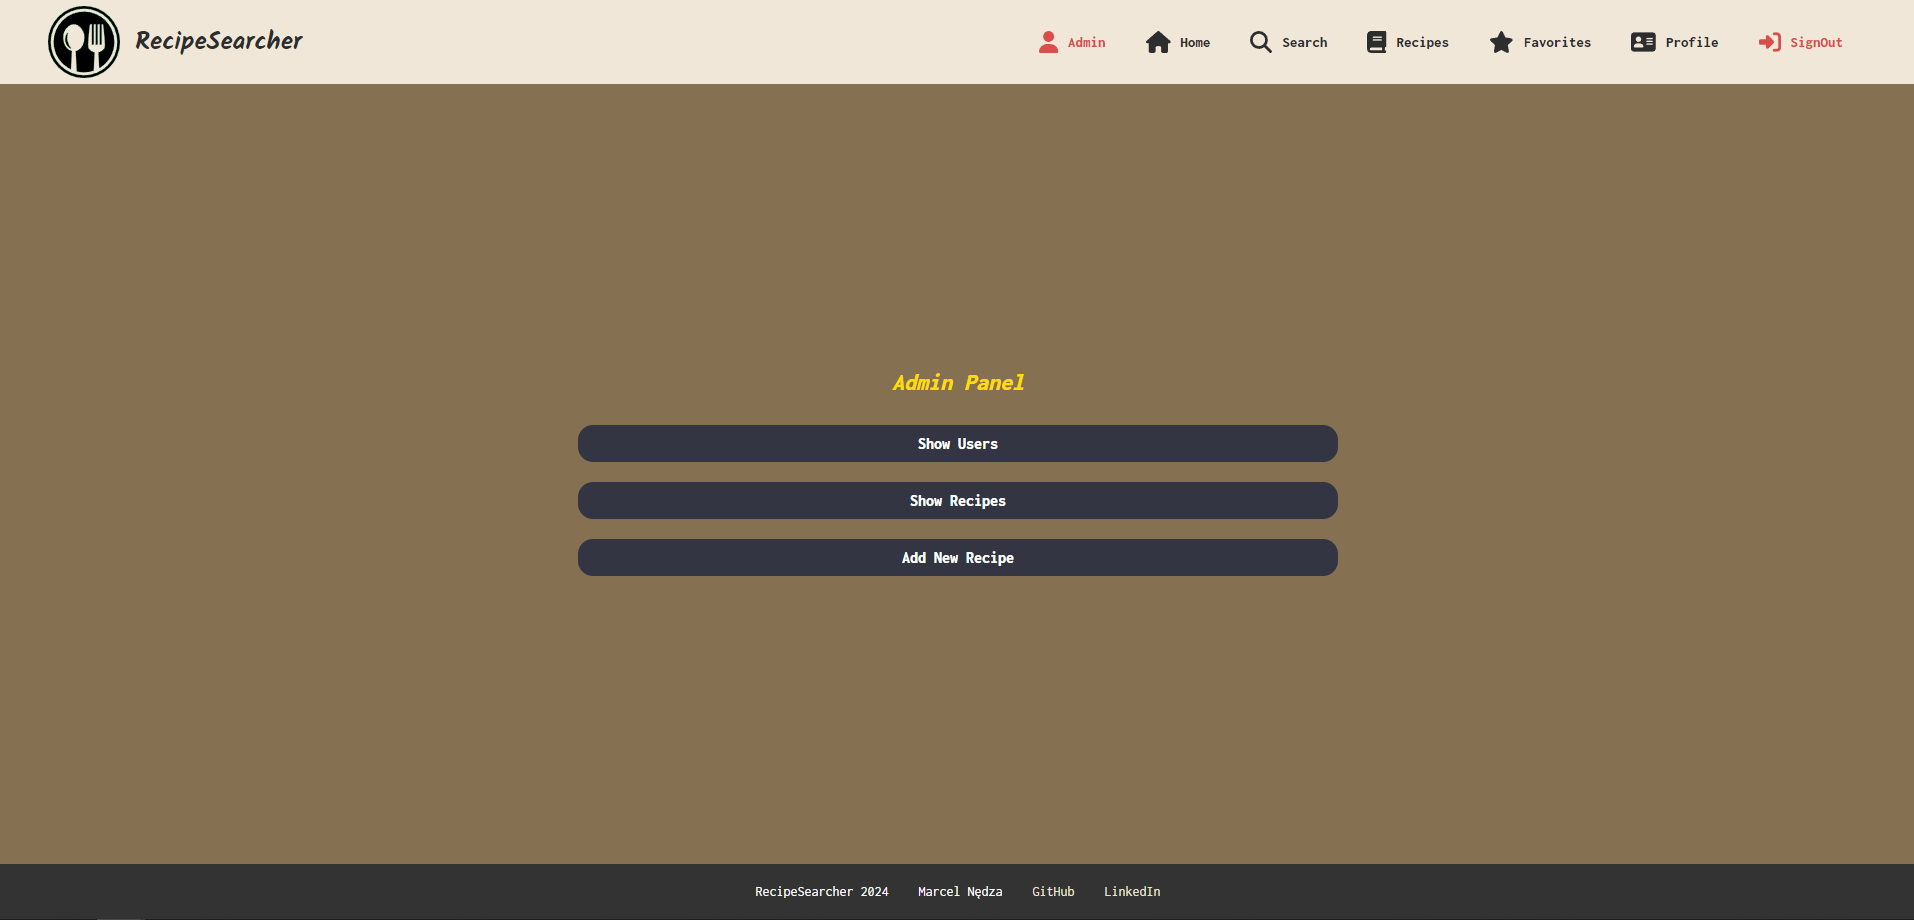 RecipeSearcher
Admin Home Search Recipes Favorites Profile SignOut
Admin Panel
Show Users
Show Recipes
Add New Recipe
RecipeSearcher 2024 Marcel Nędza GitHub LinkedIn